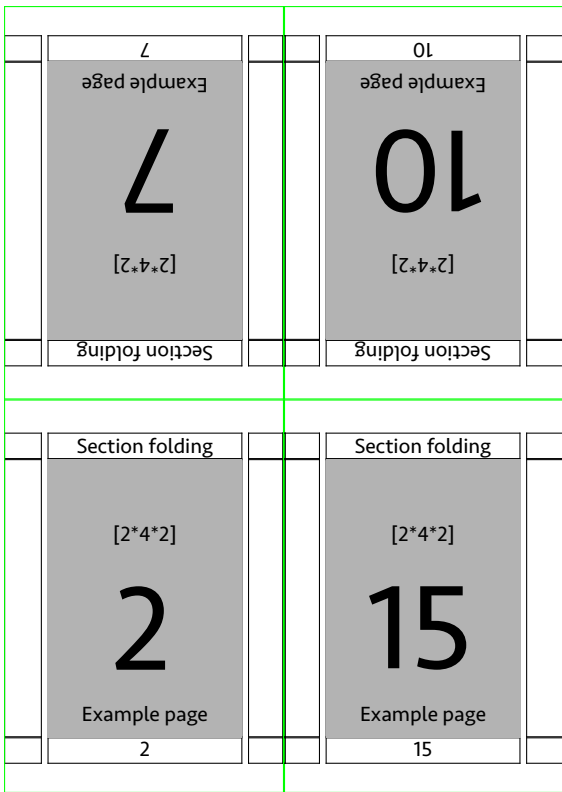 7
Example page
7
[2*4*2]
Section folding
10
Example page
10
[2*4*2]
Section folding
Section folding
[2*4*2]
2
Example page
2
Section folding
[2*4*2]
15
Example page
15